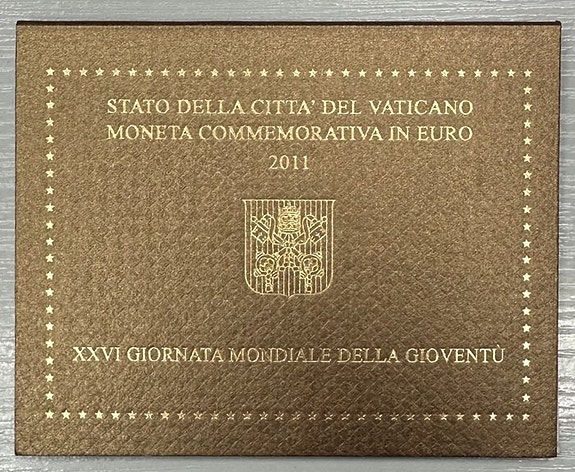 STATO DELLA CITTA' DEL VATICANO
MONETA COMMEMORATIVA IN EURO
2011
XXVI GIORNATA MONDIALE DELLA GIOVENTÙ